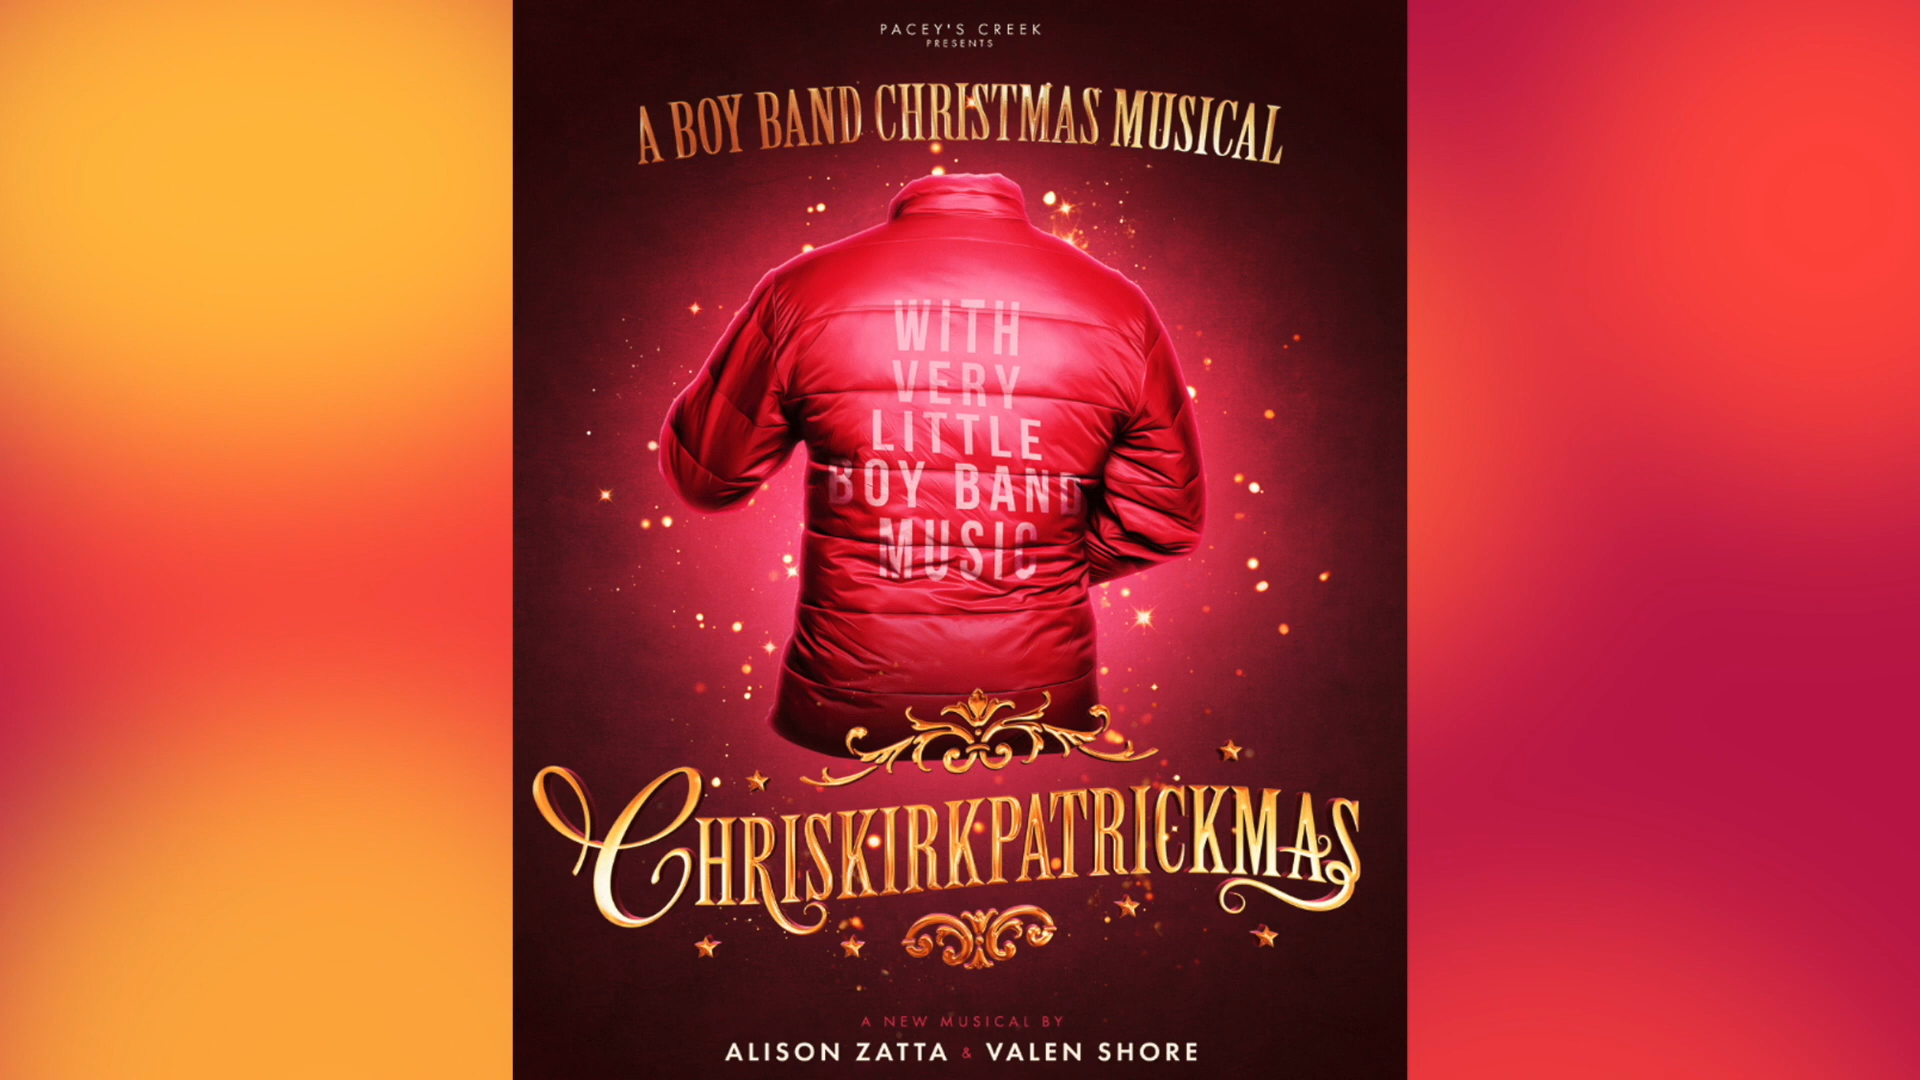 PACEY'S CREEK
PRESENTS
A BOY BAND CHRISTMAS MUSICAL
WITH
VERY
LITTLE
BOY BAND
MUSIC
CHRISKIRKPATRICKMAS
A NEW MUSICAL BY
ALISON ZATTA & VALEN SHORE